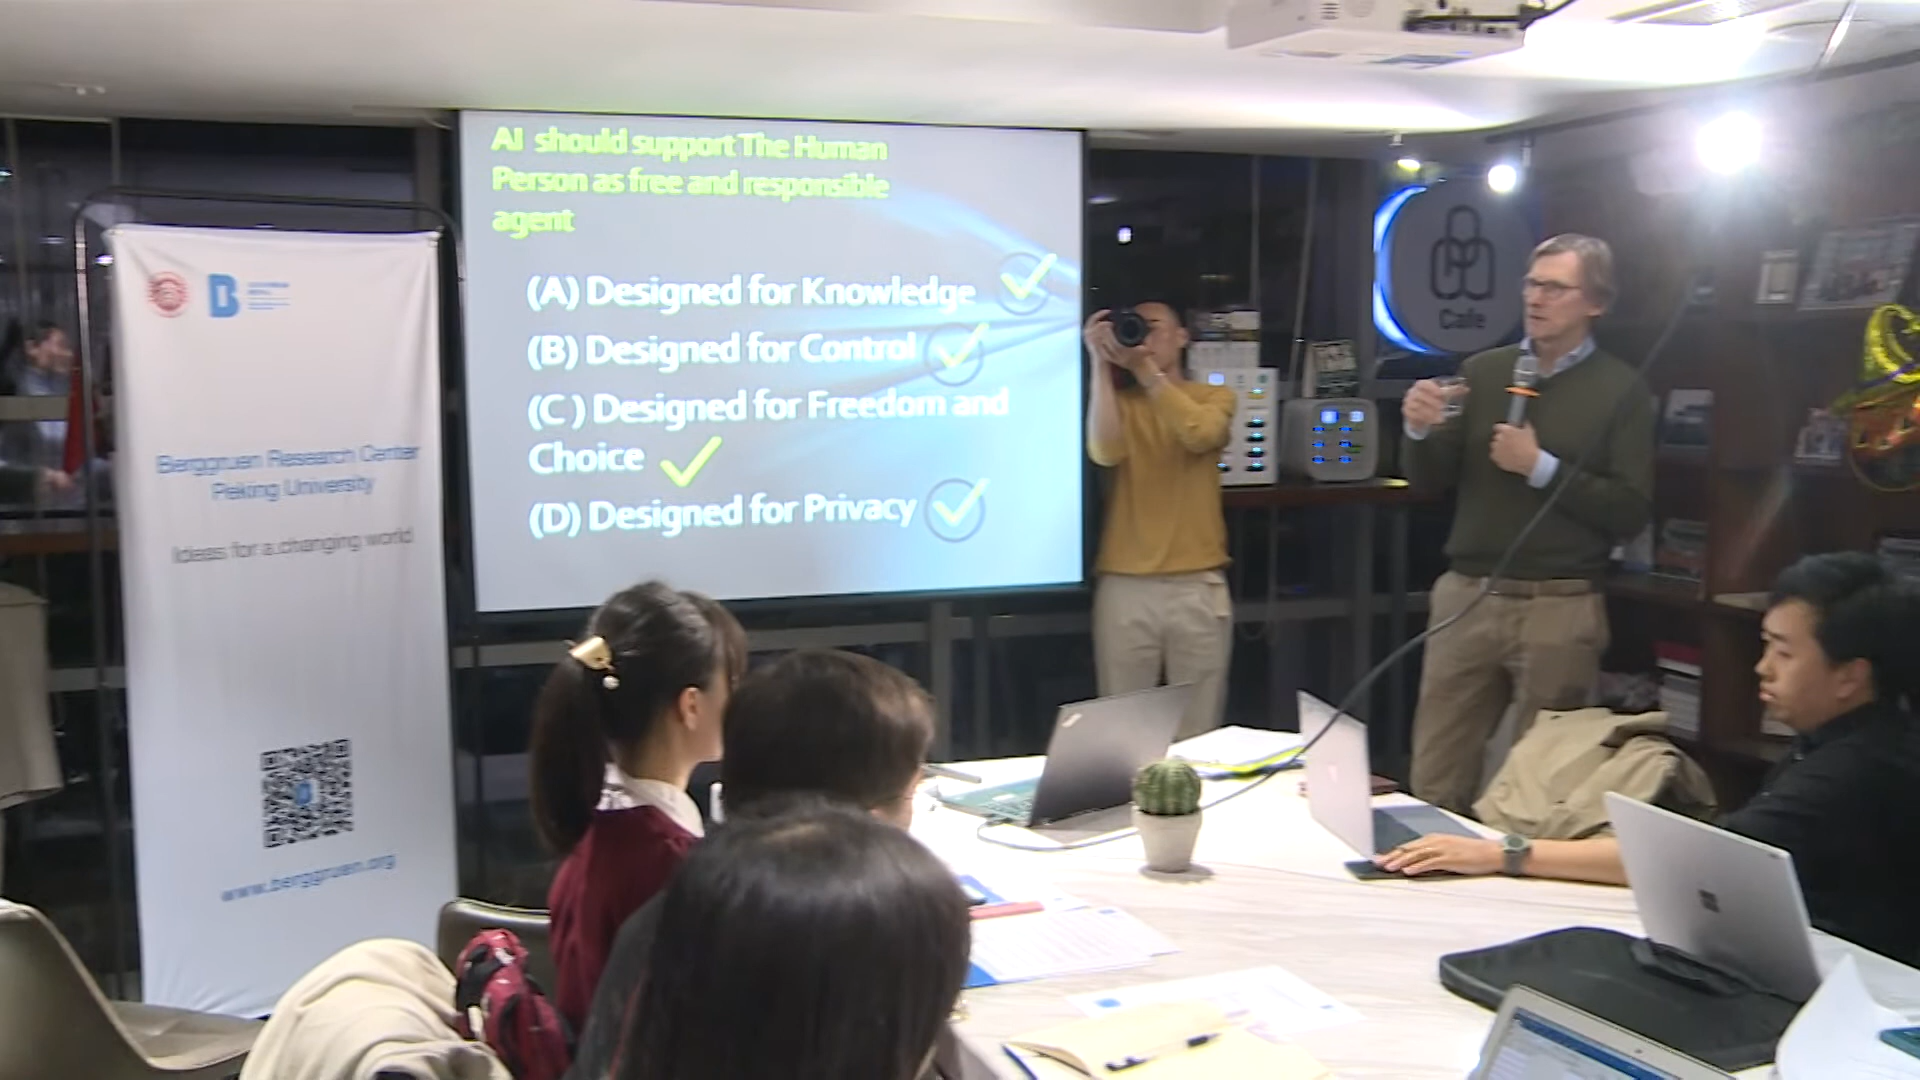 AI should support The Human
Person as free and responsible
agent
(A) Designed for Knowledge
(B) Designed for Control
(C ) Designed for Freedom and
Choice
(D) Designed for Privacy
Berggruen Research Center
Peking University
Ideas for a changing world
www.berggruen.org
Cafe